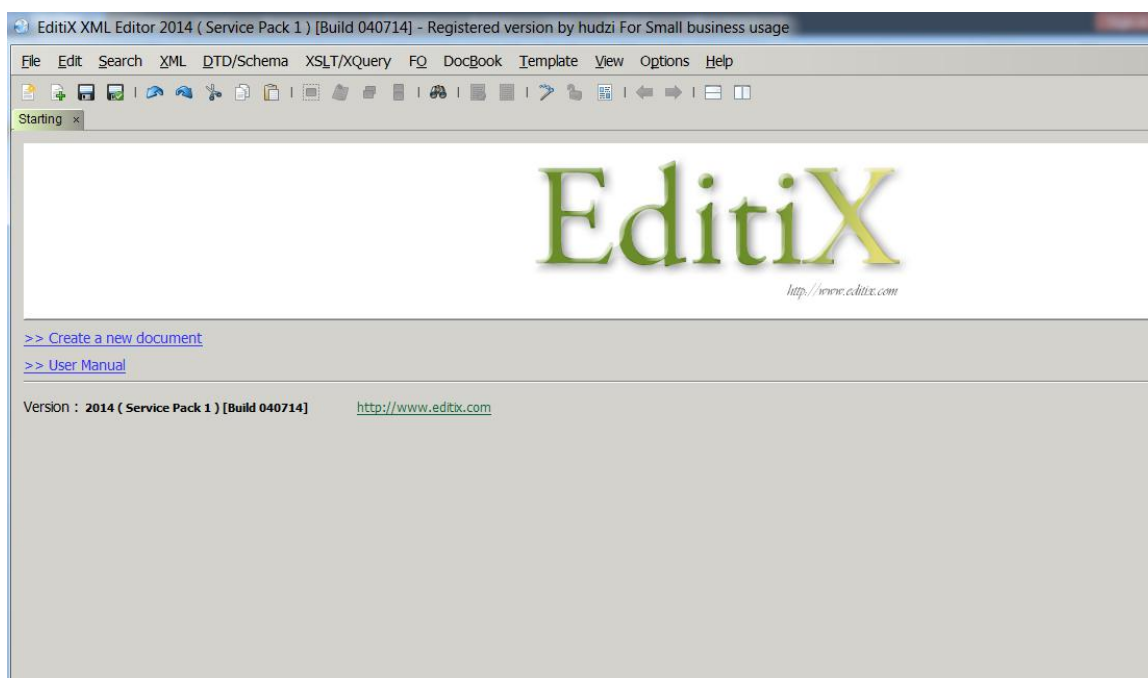 EditiX XML Editor 2014 ( Service Pack 1 ) [Build 040714] - Registered version by hudzi For Small business usage
File Edit Search XML DTD/Schema XSLT/XQuery FO DocBook Template View Options Help
Starting ×
EditiX
http://www.editix.com
>> Create a new document
>> User Manual
Version : 2014 ( Service Pack 1 ) [Build 040714] http://www.editix.com